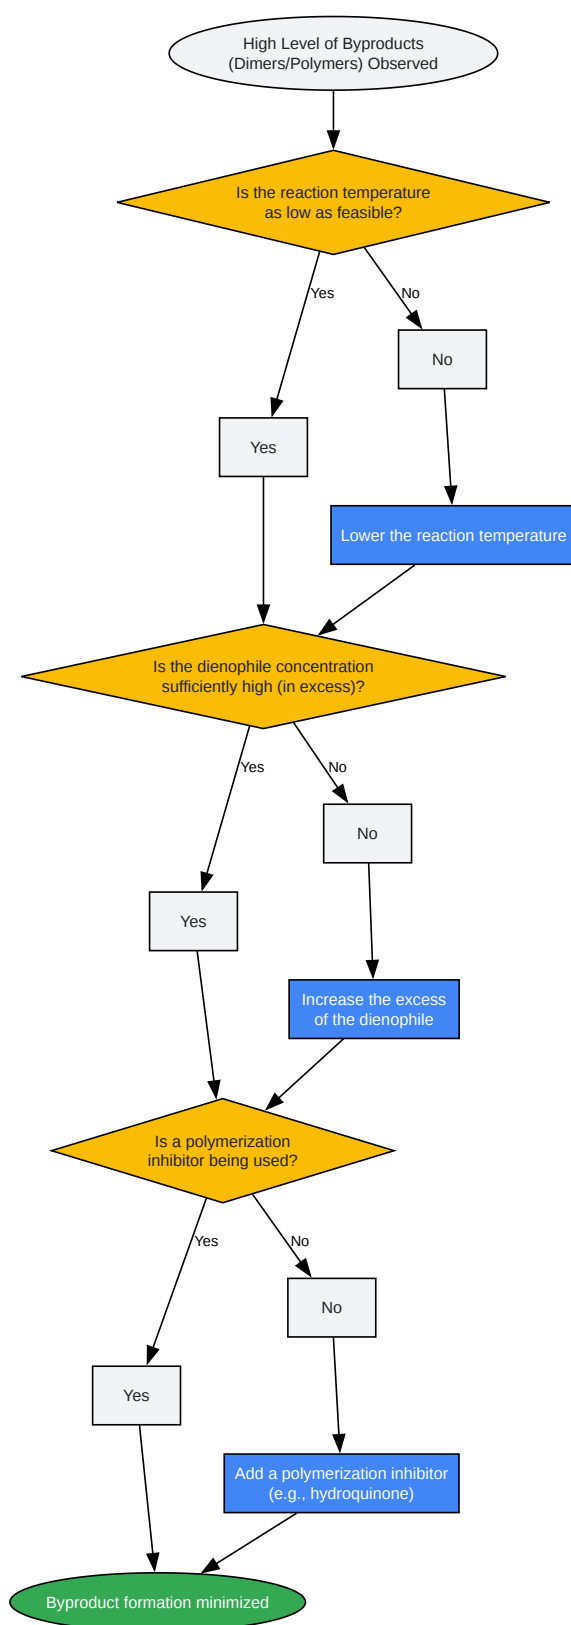 High Level of Byproducts
(Dimers/Polymers) Observed
Is the reaction temperature
as low as feasible?
Yes
No
No
Yes
Lower the reaction temperature
Is the dienophile concentration
sufficiently high (in excess)?
Yes
No
No
Yes
Increase the excess
of the dienophile
Is a polymerization
inhibitor being used?
Yes
No
No
Yes
Add a polymerization inhibitor
(e.g., hydroquinone)
Byproduct formation minimized